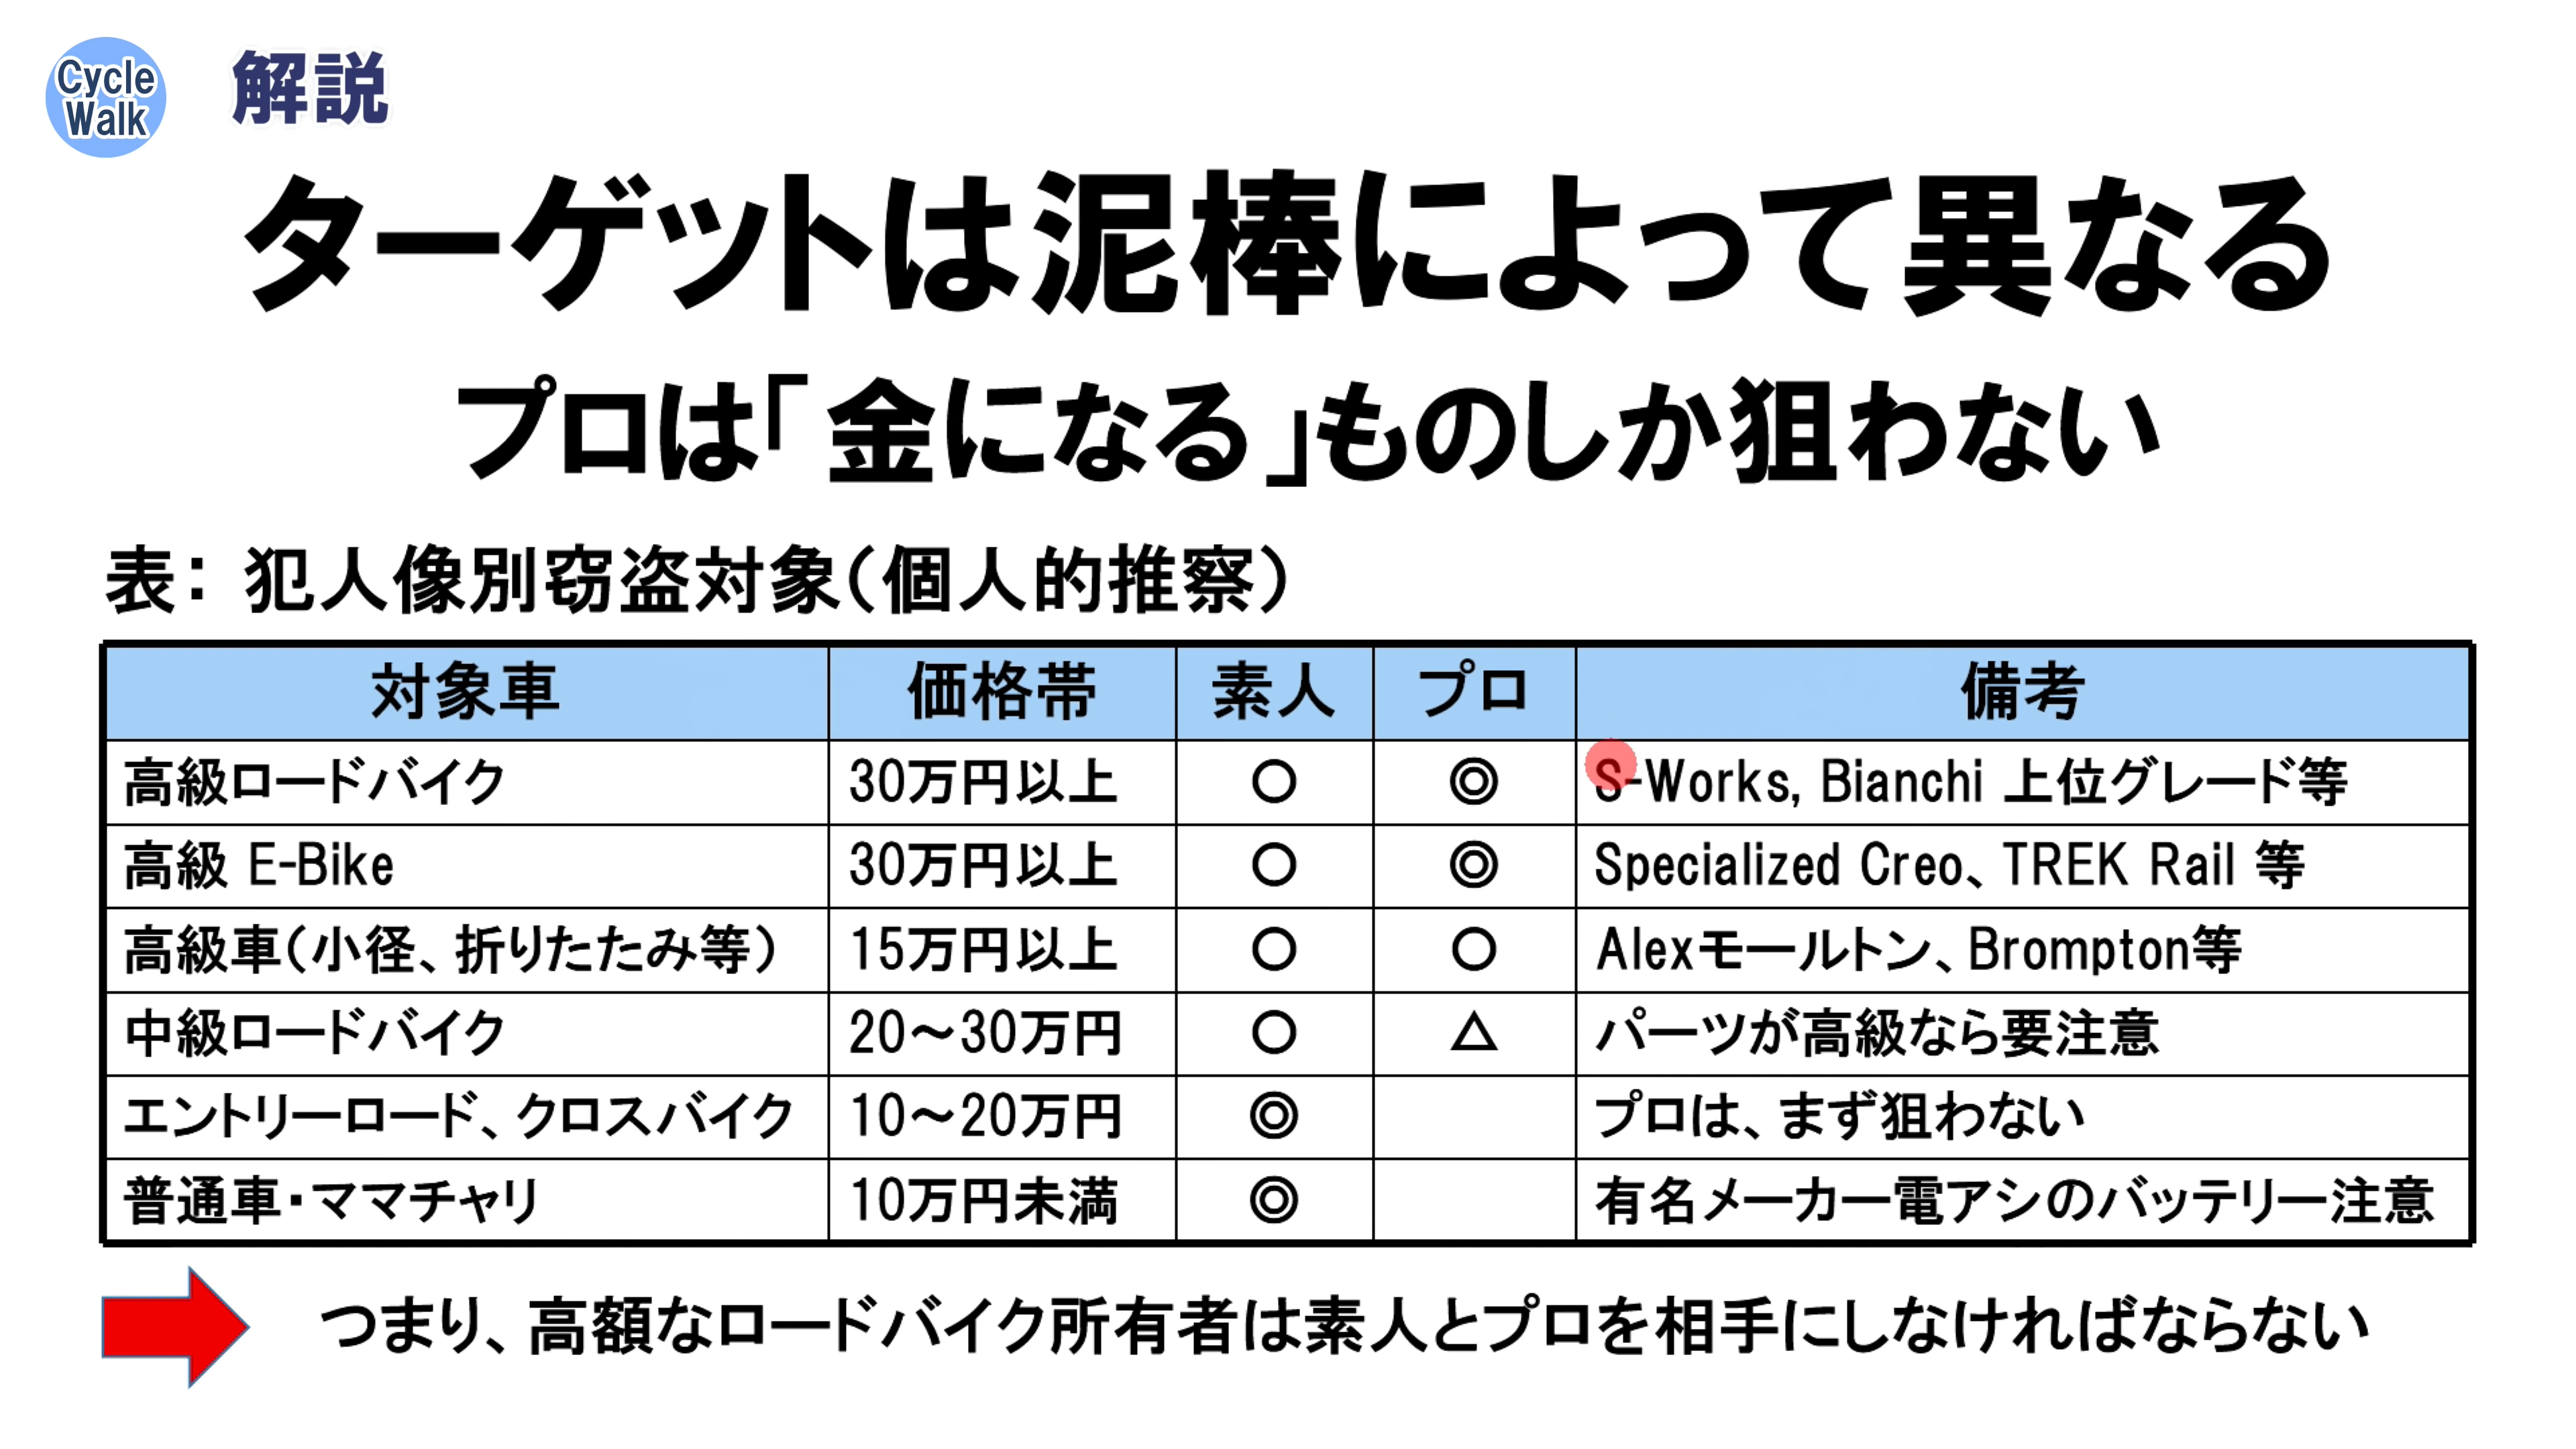 Cycle
Walk
解説
ターゲットは泥棒によって異なる
プロは「金になる」ものしか狙わない
表：犯人像別窃盗対象（個人的推察）
対象車 価格帯 素人 プロ 備考
高級ロードバイク 30万円以上 ○ ◎ S-Works, Bianchi 上位グレード等
高級 E-Bike 30万円以上 ○ ◎ Specialized Creo、TREK Rail 等
高級車（小径、折りたたみ等） 15万円以上 ○ ○ Alexモールトン、Brompton等
中級ロードバイク 20～30万円 ○ △ パーツが高級なら要注意
エントリーロード、クロスバイク 10～20万円 ◎ プロは、まず狙わない
普通車・ママチャリ 10万円未満 ◎ 有名メーカー電アシのバッテリー注意
つまり、高額なロードバイク所有者は素人とプロを相手にしなければならない